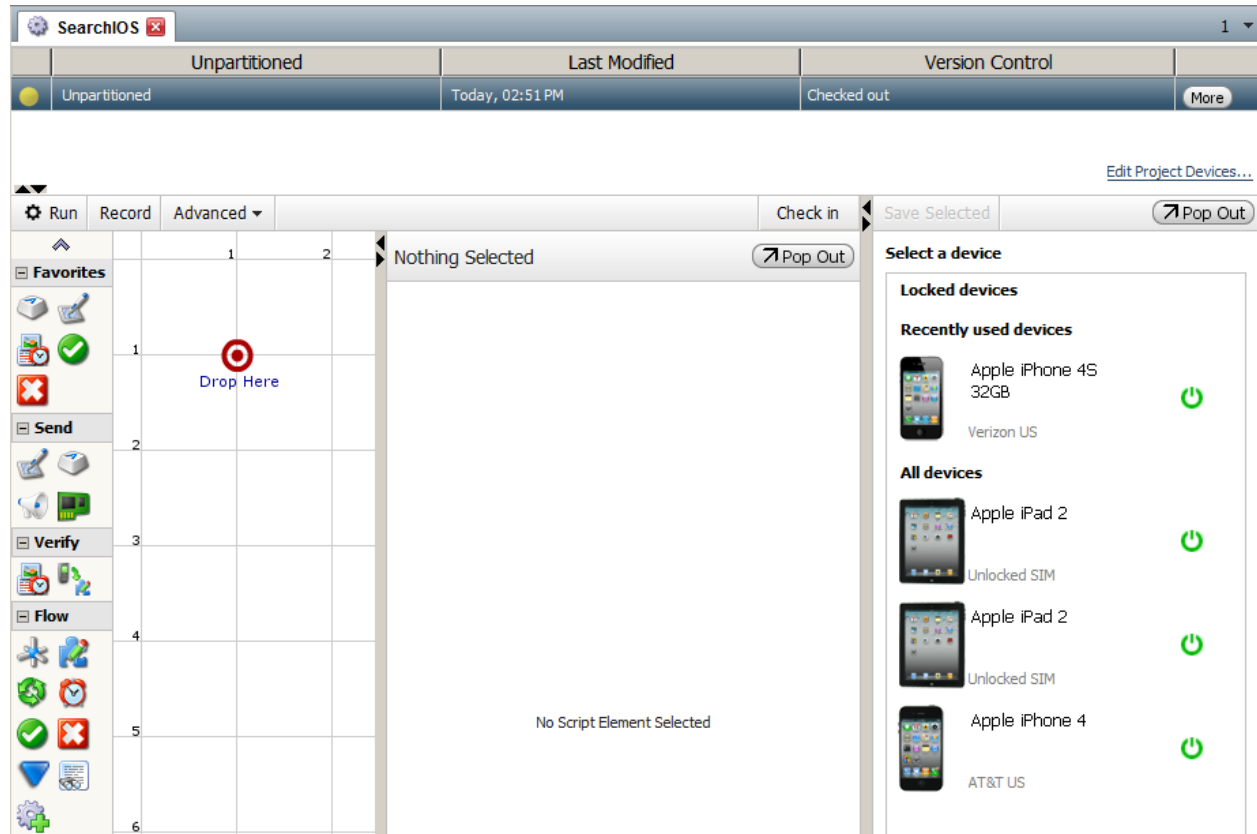 SearchIOS
1
Unpartitioned Last Modified Version Control
Unpartitioned Today, 02:51 PM Checked out More
Edit Project Devices...
Run Record Advanced Check in Save Selected Pop Out
1 2
Nothing Selected Pop Out
Select a device
Favorites
Locked devices
Recently used devices
Apple iPhone 4S
32GB
Verizon US
1
Drop Here
Send
2
All devices
Apple iPad 2
Unlocked SIM
Verify
3
Flow
Apple iPad 2
Unlocked SIM
4
No Script Element Selected
5
Apple iPhone 4
AT&T US
6